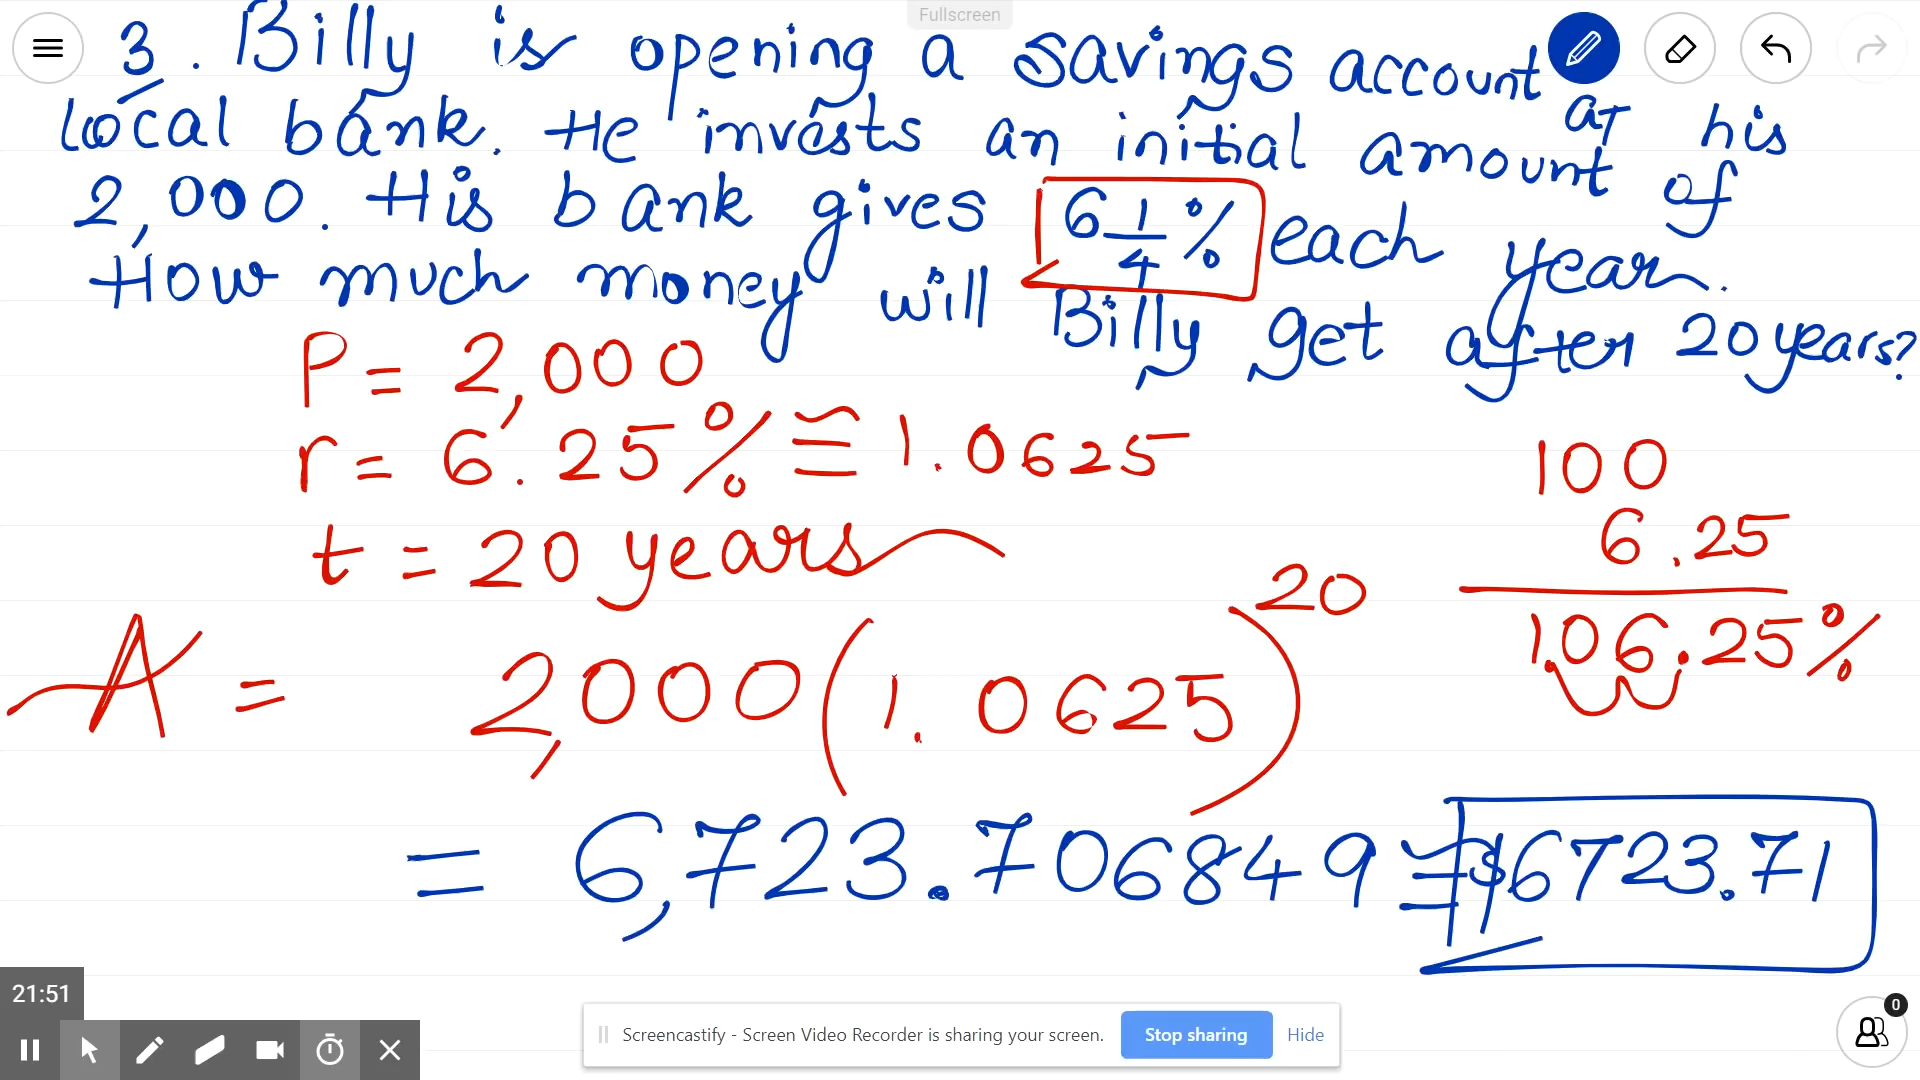 Fullscreen
3. Billy is opening a savings account at his
local bank. He invests an initial amount of
2,000. His bank gives 6 1/4 % each year.
How much money will Billy get after 20 years?
P = 2,000
r = 6.25% ≅ 1.0625
t = 20 years
100
6.25
1.06.25%
A = 2,000(1.0625)^20
= 6,723.706849 ≅ $6723.71
21:51
Screencastify - Screen Video Recorder is sharing your screen.
Stop sharing
Hide
0